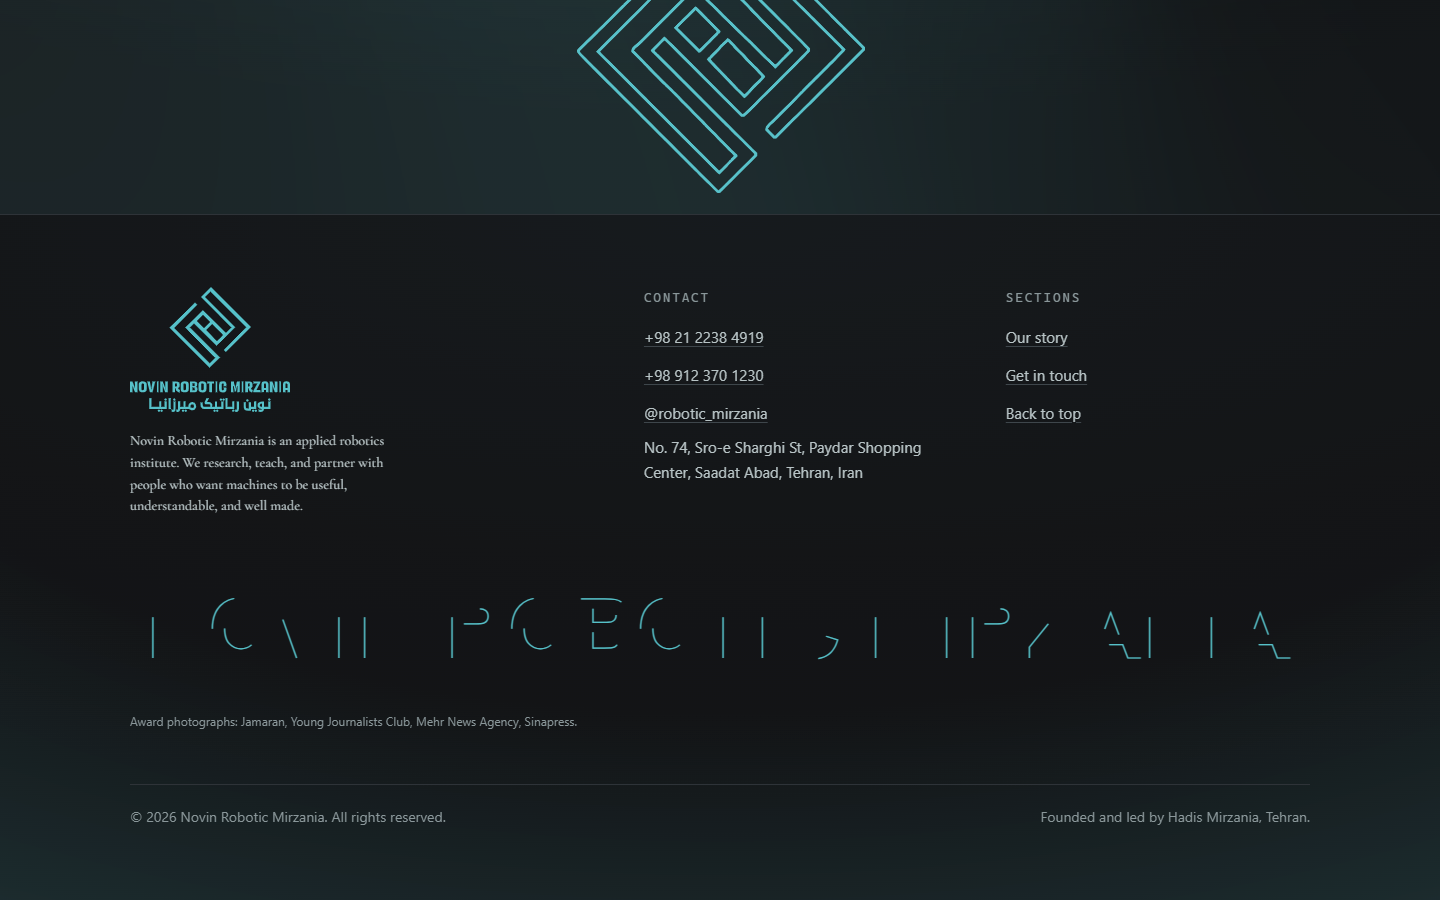 NOVIN ROBOTIC MIRZANIA
نوین رباتیک میرزانیا
Novin Robotic Mirzania is an applied robotics
institute. We research, teach, and partner with
people who want machines to be useful,
understandable, and well made.
CONTACT
+98 21 2238 4919
+98 912 370 1230
@robotic_mirzania
No. 74, Sro-e Sharghi St, Paydar Shopping
Center, Saadat Abad, Tehran, Iran
SECTIONS
Our story
Get in touch
Back to top
Award photographs: Jamaran, Young Journalists Club, Mehr News Agency, Sinapress.
© 2026 Novin Robotic Mirzania. All rights reserved.
Founded and led by Hadis Mirzania, Tehran.